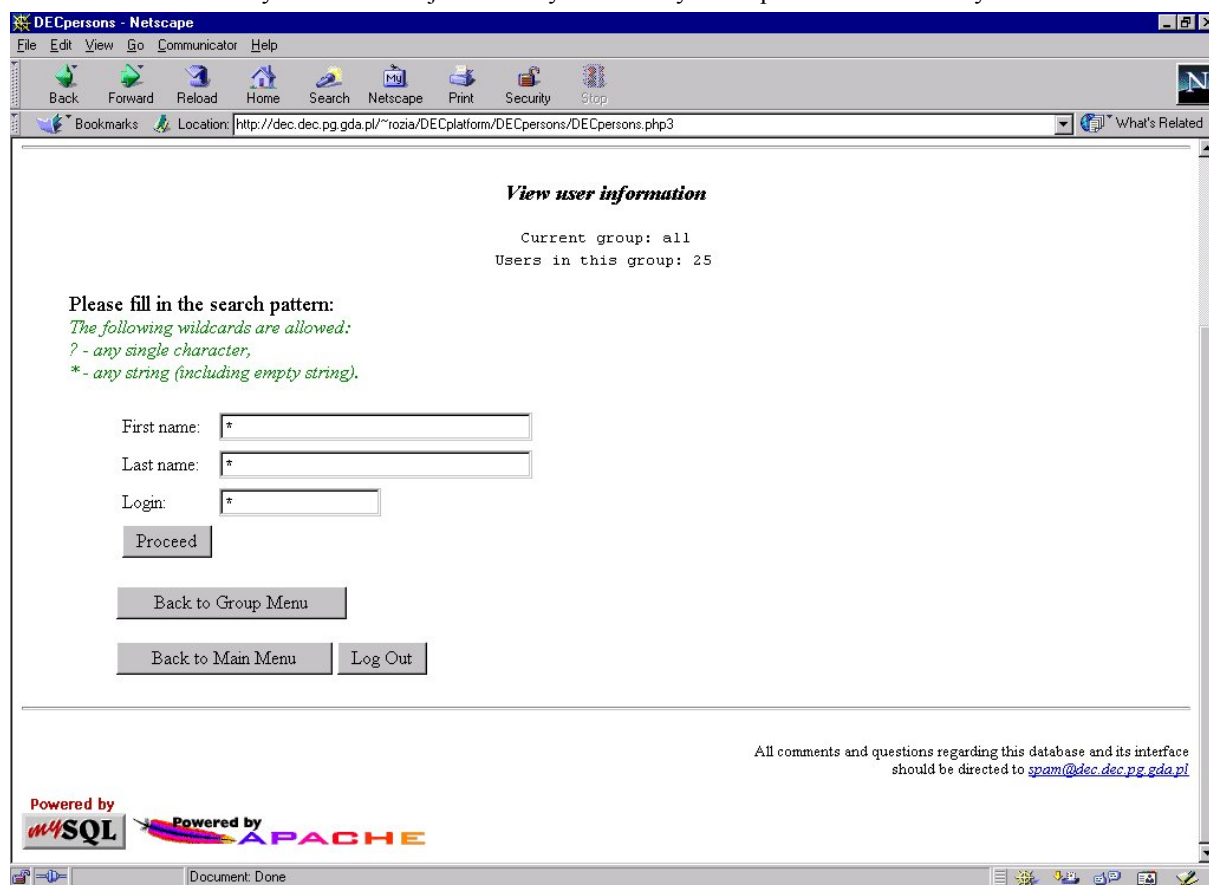 DECpersons - Netscape
File Edit View Go Communicator Help
Back Forward Reload Home Search Netscape Print Security Stop
My
N
Bookmarks Location: http://dec.dec.pg.gda.pl/~rozia/DECplatform/DECpersons/DECpersons.php3 What's Related
View user information
Current group: all
Users in this group: 25
Please fill in the search pattern:
The following wildcards are allowed:
? - any single character,
* - any string (including empty string).
First name: *
Last name: *
Login: *
Proceed
Back to Group Menu
Back to Main Menu Log Out
All comments and questions regarding this database and its interface
should be directed to spam@dec.dec.pg.gda.pl
Powered by
mySQL
Powered by
APACHE
Document: Done